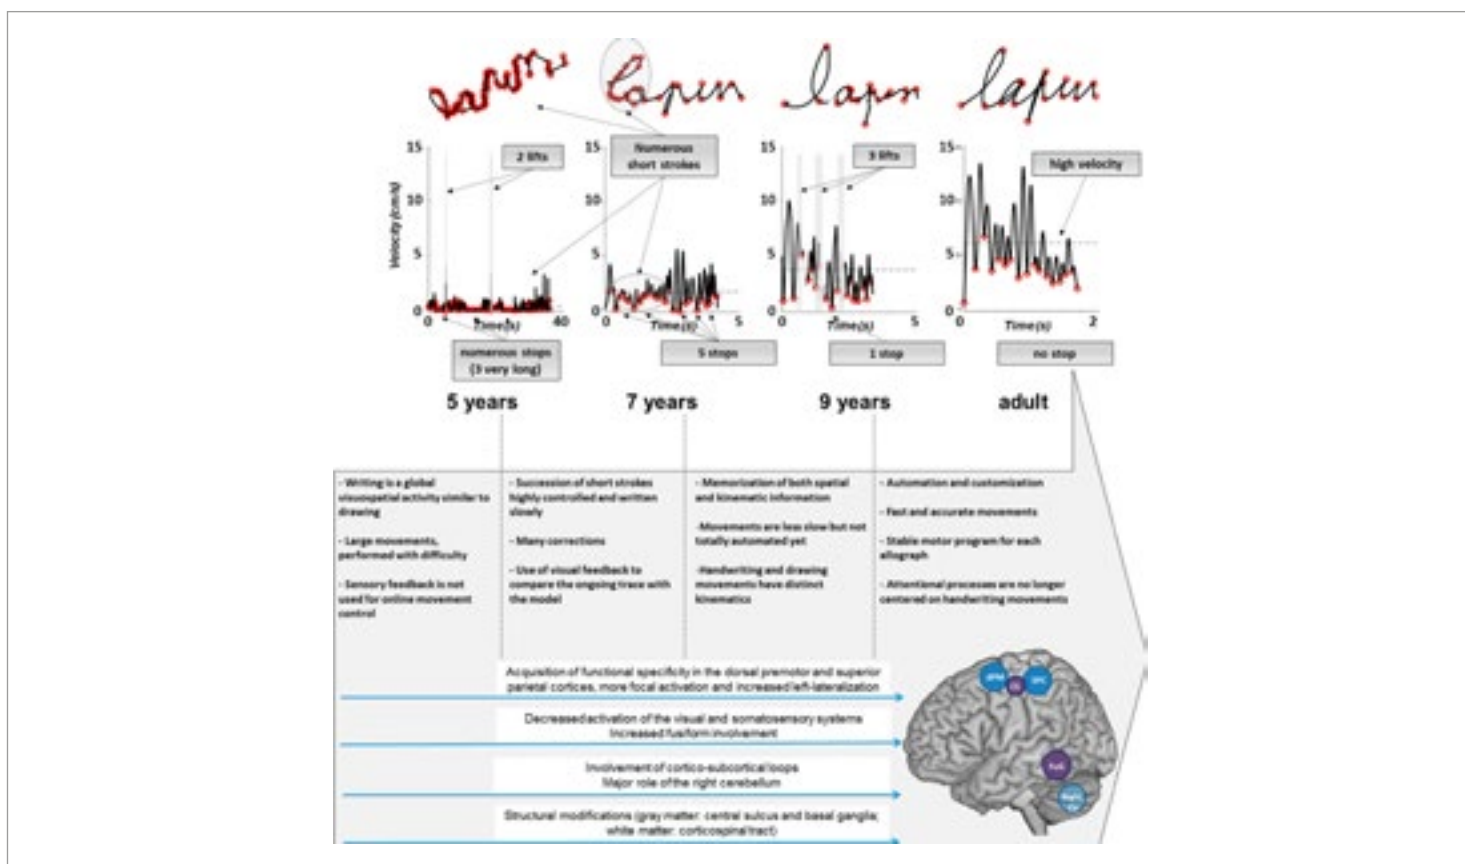 lapin
lapin
lapin
lapin
15
10
5
0
Velocity (cm/s)
0
Time (s)
40
2 lifts
numerous stops
(3 very long)
Numerous
short strokes
15
10
5
0
0
Time (s)
5
5 stops
15
10
5
0
0
Time (s)
5
3 lifts
1 stop
15
10
5
0
0
Time (s)
2
high velocity
no stop
5 years
7 years
9 years
adult
- Writing is a global
visuospatial activity similar to
drawing
- Large movements,
performed with difficulty
- Sensory feedback is not
used for online movement
control
- Succession of short strokes
highly controlled and written
slowly
- Many corrections
- Use of visual feedback to
compare the ongoing trace with
the model
- Memorization of both spatial
and kinematic information
-Movements are less slow but not
totally automated yet
-Handwriting and drawing
movements have distinct
kinematics
- Automation and customization
- Fast and accurate movements
- Stable motor program for each
allograph
- Attentional processes are no longer
centered on handwriting movements
Acquisition of functional specificity in the dorsal premotor and superior
parietal cortices, more focal activation and increased left-lateralization
Decreased activation of the visual and somatosensory systems
Increased fusiform involvement
Involvement of cortico-subcortical loops
Major role of the right cerebellum
Structural modifications (gray matter: central sulcus and basal ganglia;
white matter: corticospinal tract)